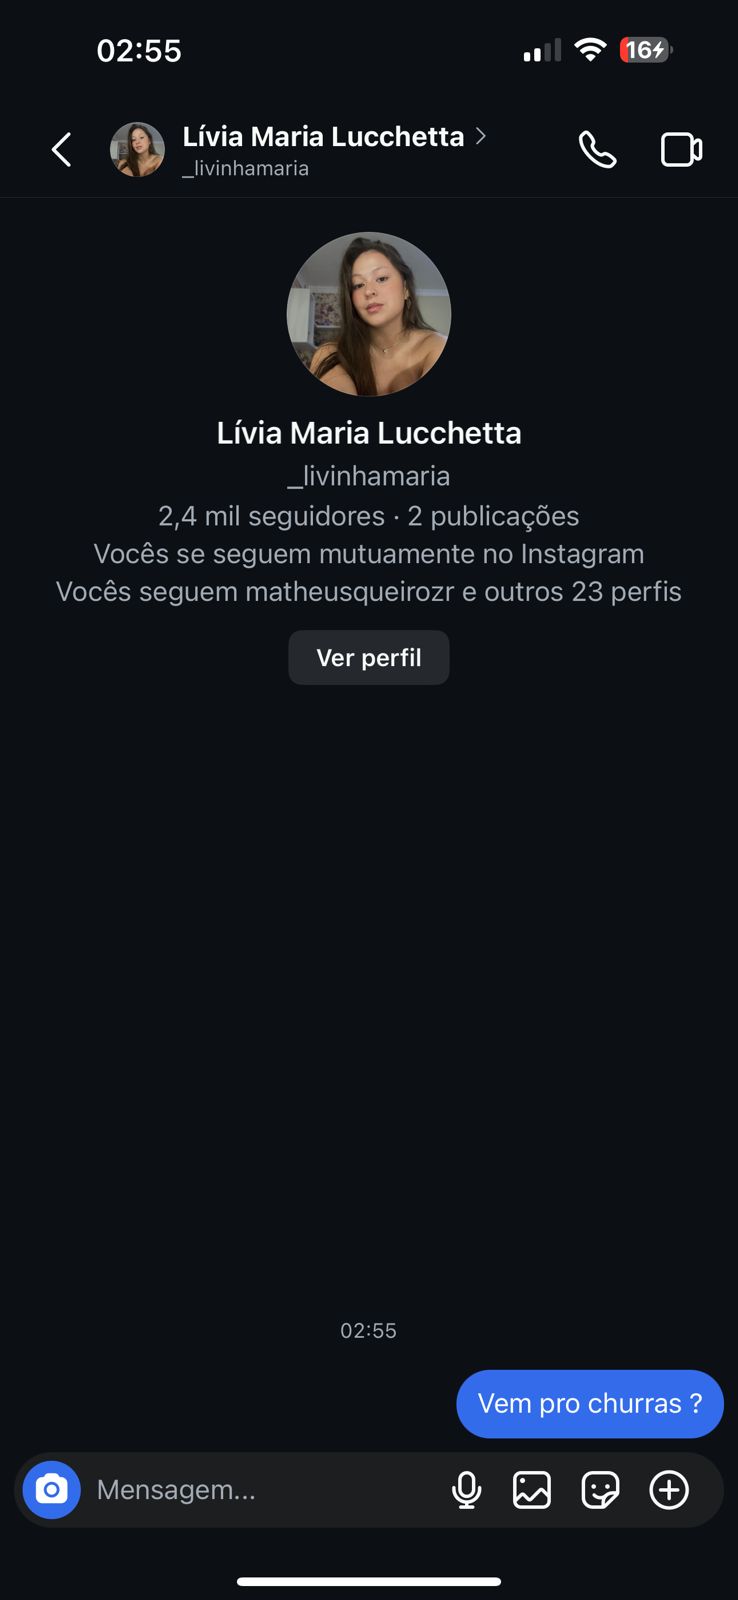 02:55
16
Lívia Maria Lucchetta
_livinhamaria
Lívia Maria Lucchetta
_livinhamaria
2,4 mil seguidores · 2 publicações
Vocês se seguem mutuamente no Instagram
Vocês seguem matheusqueirozr e outros 23 perfis
Ver perfil
02:55
Vem pro churras ?
Mensagem...